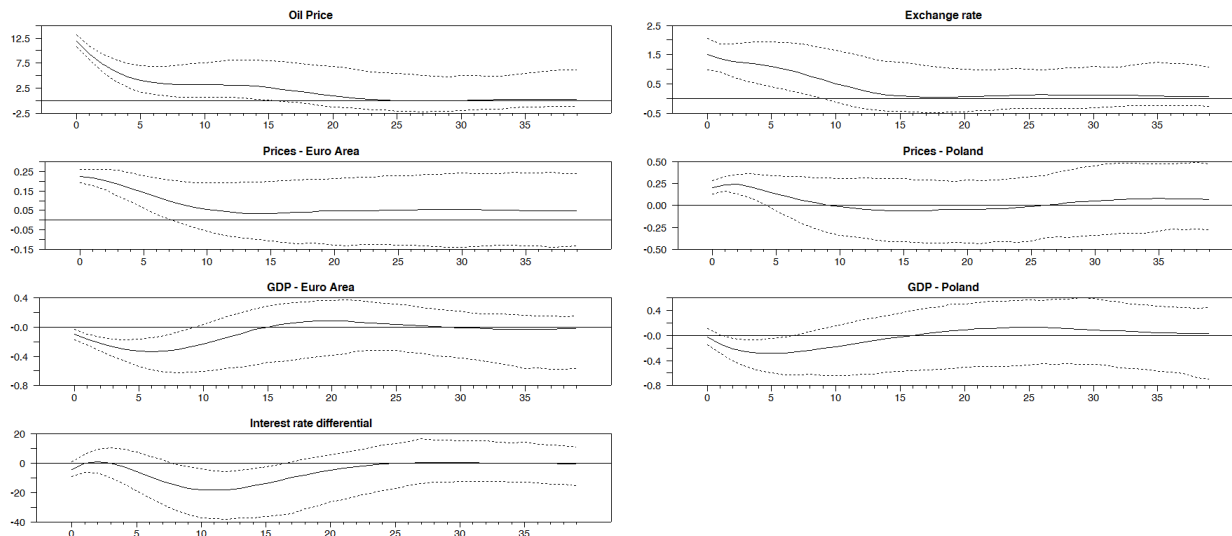 Oil Price
12.5
7.5
2.5
-2.5
0 5 10 15 20 25 30 35
Exchange rate
2.5
1.5
0.5
-0.5
0 5 10 15 20 25 30 35
Prices - Euro Area
0.25
0.15
0.05
-0.05
-0.15
0 5 10 15 20 25 30 35
Prices - Poland
0.50
0.25
0.00
-0.25
-0.50
0 5 10 15 20 25 30 35
GDP - Euro Area
0.4
-0.0
-0.4
-0.8
0 5 10 15 20 25 30 35
GDP - Poland
0.4
-0.0
-0.4
-0.8
0 5 10 15 20 25 30 35
Interest rate differential
20
0
-20
-40
0 5 10 15 20 25 30 35